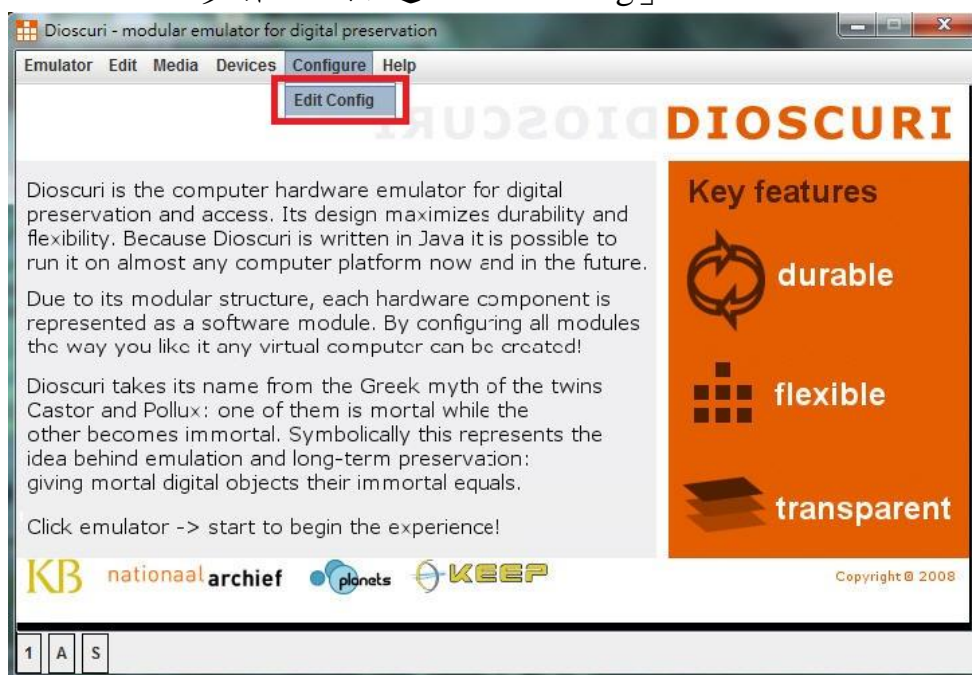 Dioscuri - modular emulator for digital preservation
Emulator Edit Media Devices Configure Help
Edit Config
DIOSCURI
DIOSCURI
Dioscuri is the computer hardware emulator for digital
preservation and access. Its design maximizes durability and
flexibility. Because Dioscuri is written in Java it is possible to
run it on almost any computer platform now and in the future.
Due to its modular structure, each hardware component is
represented as a software module. By configuring all modules
the way you like it any virtual computer can be created!
Dioscuri takes its name from the Greek myth of the twins
Castor and Pollux: one of them is mortal while the
other becomes immortal. Symbolically this represents the
idea behind emulation and long-term preservation:
giving mortal digital objects their immortal equals.
Click emulator -> start to begin the experience!
Key features
durable
flexible
transparent
KB nationaal archief planets KEEP
Copyright @ 2008
1 A S